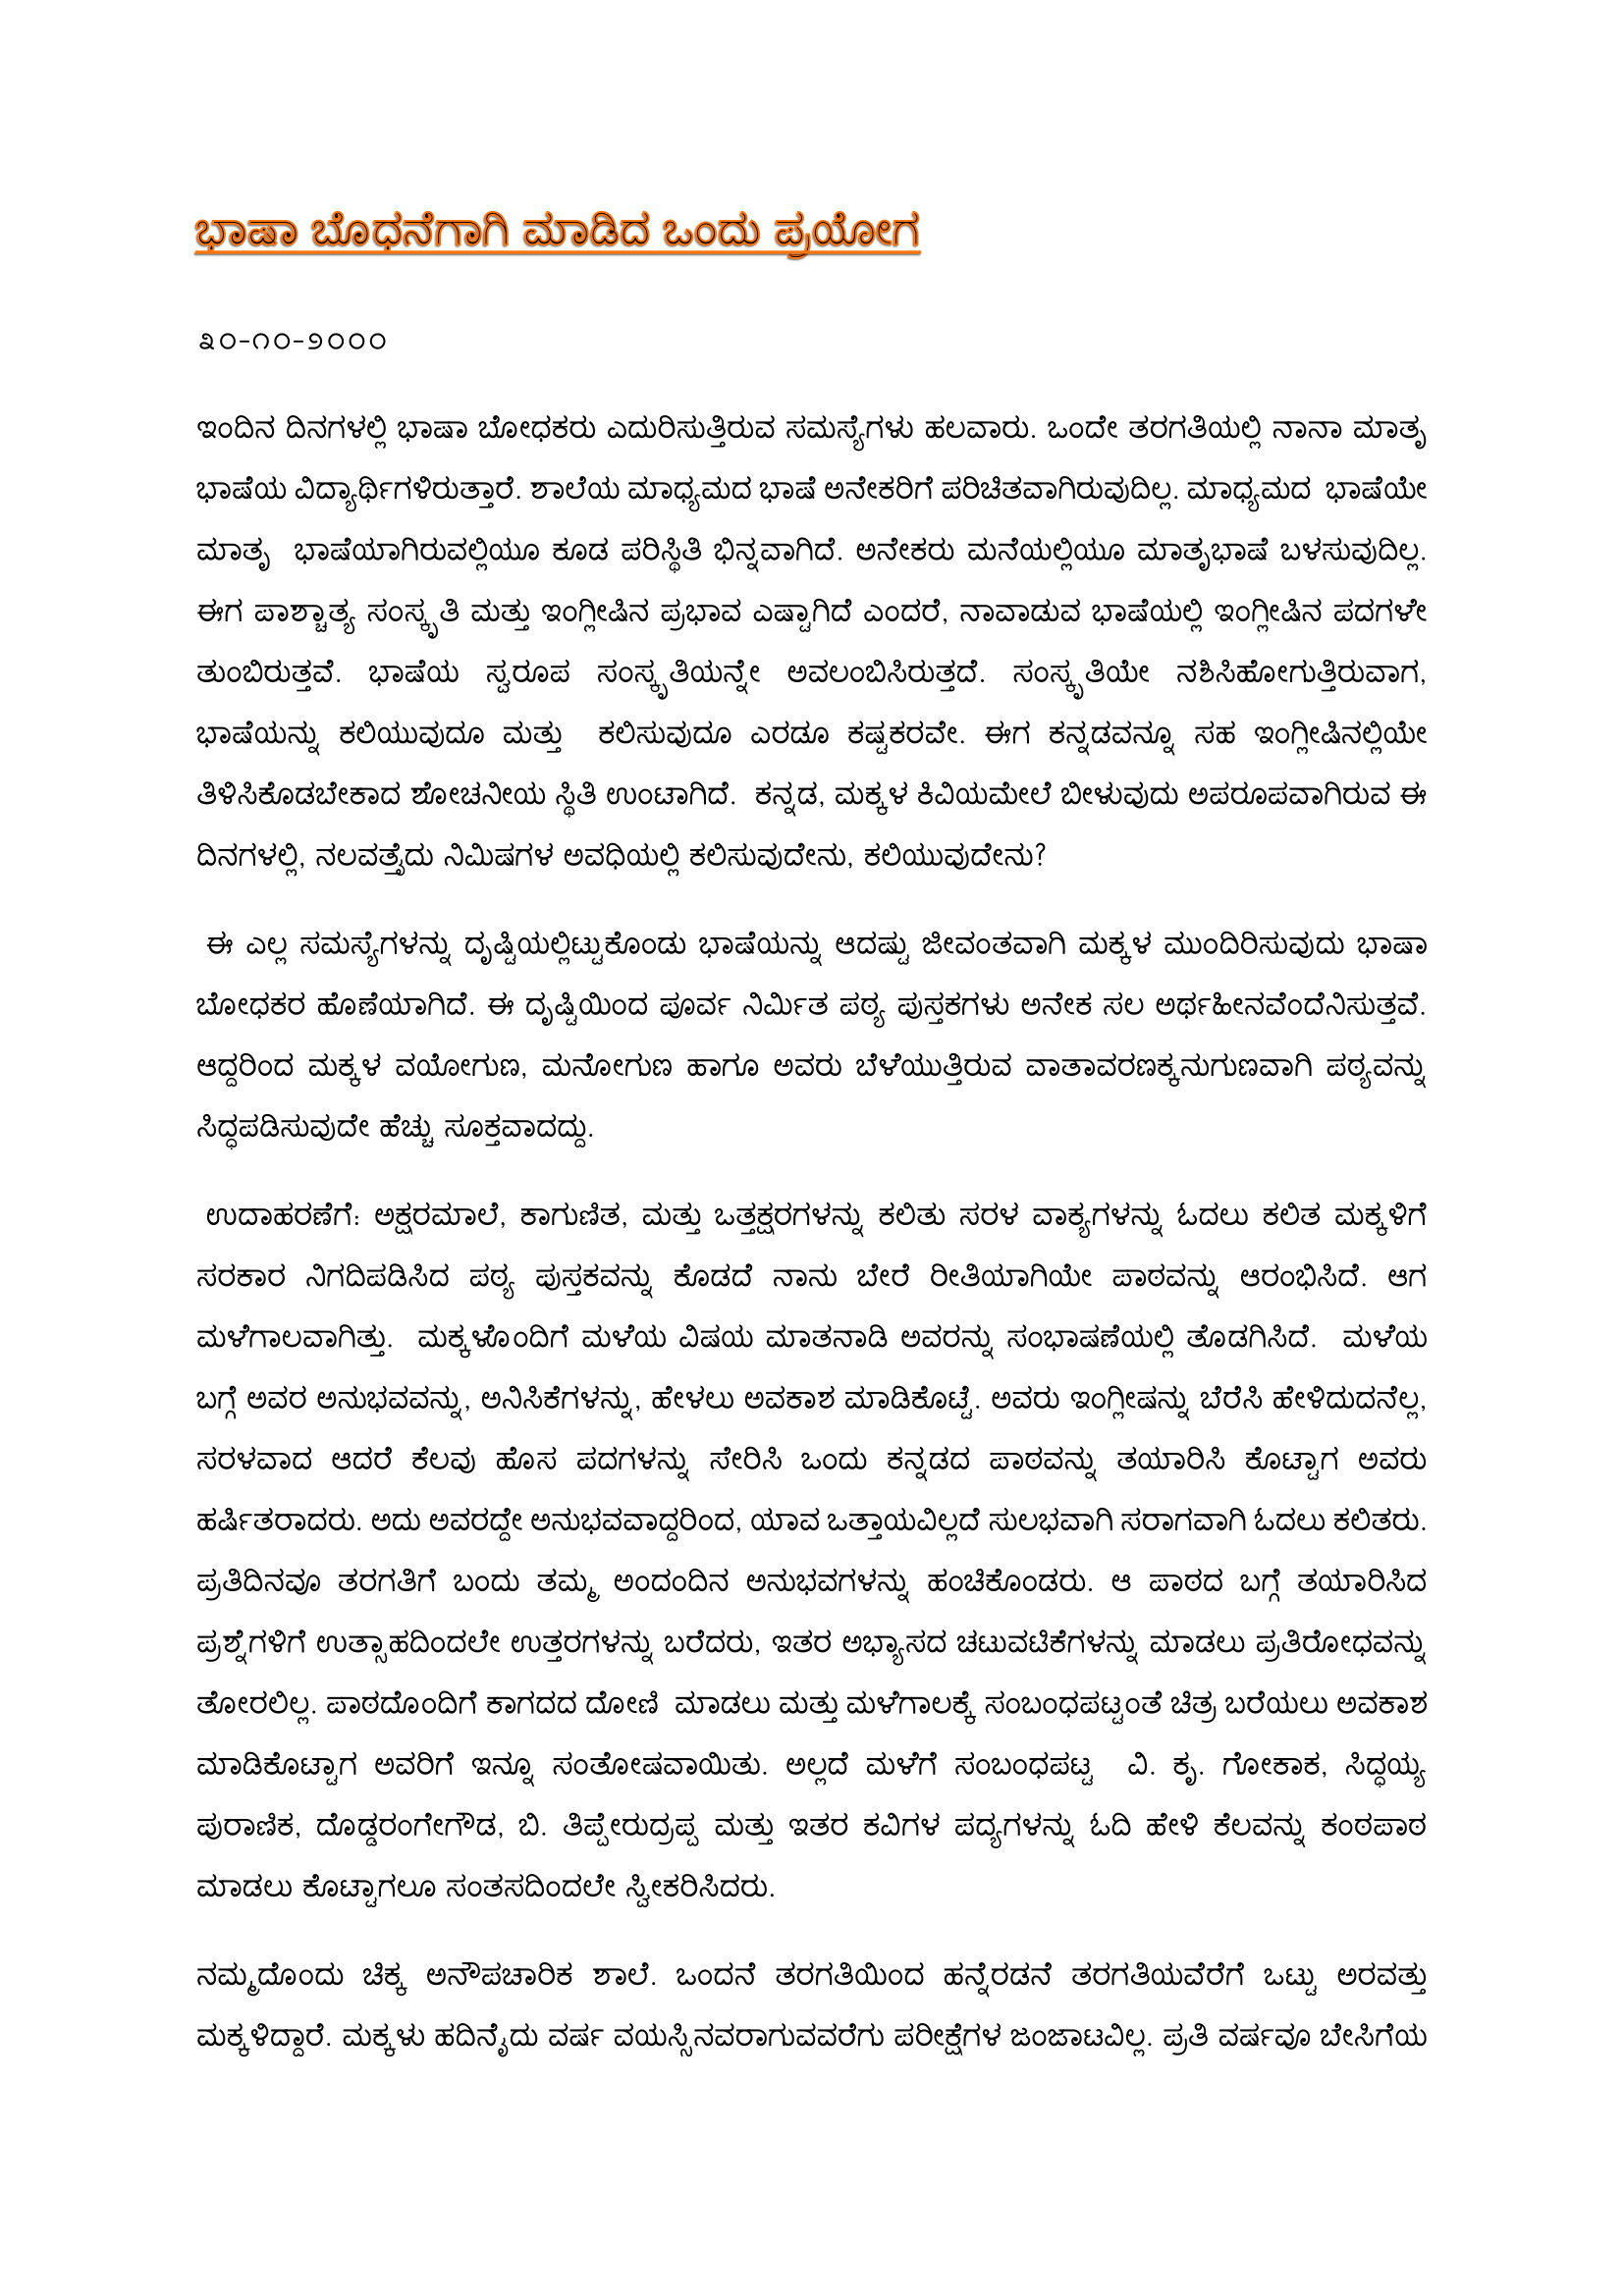 ಭಾಷಾ ಬೊಧನೆಗಾಗಿ ಮಾಡಿದ ಒಂದು ಪ್ರಯೋಗ
೩೦-೧೦-೨೦೦೦
ಇಂದಿನ ದಿನಗಳಲ್ಲಿ ಭಾಷಾ ಬೋಧಕರು ಎದುರಿಸುತ್ತಿರುವ ಸಮಸ್ಯೆಗಳು ಹಲವಾರು. ಒಂದೇ ತರಗತಿಯಲ್ಲಿ ನಾನಾ ಮಾತೃ
ಭಾಷೆಯ ವಿದ್ಯಾರ್ಥಿಗಳಿರುತ್ತಾರೆ. ಶಾಲೆಯ ಮಾಧ್ಯಮದ ಭಾಷೆ ಅನೇಕರಿಗೆ ಪರಿಚಿತವಾಗಿರುವುದಿಲ್ಲ. ಮಾಧ್ಯಮದ ಭಾಷೆಯೇ
ಮಾತೃ ಭಾಷೆಯಾಗಿರುವಲ್ಲಿಯೂ ಕೂಡ ಪರಿಸ್ಥಿತಿ ಭಿನ್ನವಾಗಿದೆ. ಅನೇಕರು ಮನೆಯಲ್ಲಿಯೂ ಮಾತೃಭಾಷೆ ಬಳಸುವುದಿಲ್ಲ.
ಈಗ ಪಾಶ್ಚಾತ್ಯ ಸಂಸ್ಕೃತಿ ಮತ್ತು ಇಂಗ್ಲೀಷಿನ ಪ್ರಭಾವ ಎಷ್ಟಾಗಿದೆ ಎಂದರೆ, ನಾವಾಡುವ ಭಾಷೆಯಲ್ಲಿ ಇಂಗ್ಲೀಷಿನ ಪದಗಳೇ
ತುಂಬಿರುತ್ತವೆ. ಭಾಷೆಯ ಸ್ವರೂಪ ಸಂಸ್ಕೃತಿಯನ್ನೇ ಅವಲಂಬಿಸಿರುತ್ತದೆ. ಸಂಸ್ಕೃತಿಯೇ ನಶಿಸಿಹೋಗುತ್ತಿರುವಾಗ,
ಭಾಷೆಯನ್ನು ಕಲಿಯುವುದೂ ಮತ್ತು ಕಲಿಸುವುದೂ ಎರಡೂ ಕಷ್ಟಕರವೇ. ಈಗ ಕನ್ನಡವನ್ನೂ ಸಹ ಇಂಗ್ಲೀಷಿನಲ್ಲಿಯೇ
ತಿಳಿಸಿಕೊಡಬೇಕಾದ ಶೋಚನೀಯ ಸ್ಥಿತಿ ಉಂಟಾಗಿದೆ. ಕನ್ನಡ, ಮಕ್ಕಳ ಕಿವಿಯಮೇಲೆ ಬೀಳುವುದು ಅಪರೂಪವಾಗಿರುವ ಈ
ದಿನಗಳಲ್ಲಿ, ನಲವತ್ತೈದು ನಿಮಿಷಗಳ ಅವಧಿಯಲ್ಲಿ ಕಲಿಸುವುದೇನು, ಕಲಿಯುವುದೇನು?
ಈ ಎಲ್ಲ ಸಮಸ್ಯೆಗಳನ್ನು ದೃಷ್ಟಿಯಲ್ಲಿಟ್ಟುಕೊಂಡು ಭಾಷೆಯನ್ನು ಆದಷ್ಟು ಜೀವಂತವಾಗಿ ಮಕ್ಕಳ ಮುಂದಿರಿಸುವುದು ಭಾಷಾ
ಬೋಧಕರ ಹೊಣೆಯಾಗಿದೆ. ಈ ದೃಷ್ಟಿಯಿಂದ ಪೂರ್ವ ನಿರ್ಮಿತ ಪಠ್ಯ ಪುಸ್ತಕಗಳು ಅನೇಕ ಸಲ ಅರ್ಥಹೀನವೆಂದೆನಿಸುತ್ತವೆ.
ಆದ್ದರಿಂದ ಮಕ್ಕಳ ವಯೋಗುಣ, ಮನೋಗುಣ ಹಾಗೂ ಅವರು ಬೆಳೆಯುತ್ತಿರುವ ವಾತಾವರಣಕ್ಕನುಗುಣವಾಗಿ ಪಠ್ಯವನ್ನು
ಸಿದ್ಧಪಡಿಸುವುದೇ ಹೆಚ್ಚು ಸೂಕ್ತವಾದದ್ದು.
ಉದಾಹರಣೆಗೆ: ಅಕ್ಷರಮಾಲೆ, ಕಾಗುಣಿತ, ಮತ್ತು ಒತ್ತಕ್ಷರಗಳನ್ನು ಕಲಿತು ಸರಳ ವಾಕ್ಯಗಳನ್ನು ಓದಲು ಕಲಿತ ಮಕ್ಕಳಿಗೆ
ಸರಕಾರ ನಿಗದಿಪಡಿಸಿದ ಪಠ್ಯ ಪುಸ್ತಕವನ್ನು ಕೊಡದೆ ನಾನು ಬೇರೆ ರೀತಿಯಾಗಿಯೇ ಪಾಠವನ್ನು ಆರಂಭಿಸಿದೆ. ಆಗ
ಮಳೆಗಾಲವಾಗಿತ್ತು. ಮಕ್ಕಳೊಂದಿಗೆ ಮಳೆಯ ವಿಷಯ ಮಾತನಾಡಿ ಅವರನ್ನು ಸಂಭಾಷಣೆಯಲ್ಲಿ ತೊಡಗಿಸಿದೆ. ಮಳೆಯ
ಬಗ್ಗೆ ಅವರ ಅನುಭವವನ್ನು, ಅನಿಸಿಕೆಗಳನ್ನು, ಹೇಳಲು ಅವಕಾಶ ಮಾಡಿಕೊಟ್ಟೆ. ಅವರು ಇಂಗ್ಲೀಷನ್ನು ಬೆರೆಸಿ ಹೇಳಿದುದನೆಲ್ಲ,
ಸರಳವಾದ ಆದರೆ ಕೆಲವು ಹೊಸ ಪದಗಳನ್ನು ಸೇರಿಸಿ ಒಂದು ಕನ್ನಡದ ಪಾಠವನ್ನು ತಯಾರಿಸಿ ಕೊಟ್ಟಾಗ ಅವರು
ಹರ್ಷಿತರಾದರು. ಅದು ಅವರದ್ದೇ ಅನುಭವವಾದ್ದರಿಂದ, ಯಾವ ಒತ್ತಾಯವಿಲ್ಲದೆ ಸುಲಭವಾಗಿ ಸರಾಗವಾಗಿ ಓದಲು ಕಲಿತರು.
ಪ್ರತಿದಿನವೂ ತರಗತಿಗೆ ಬಂದು ತಮ್ಮ ಅಂದಂದಿನ ಅನುಭವಗಳನ್ನು ಹಂಚಿಕೊಂಡರು. ಆ ಪಾಠದ ಬಗ್ಗೆ ತಯಾರಿಸಿದ
ಪ್ರಶ್ನೆಗಳಿಗೆ ಉತ್ಸಾಹದಿಂದಲೇ ಉತ್ತರಗಳನ್ನು ಬರೆದರು, ಇತರ ಅಭ್ಯಾಸದ ಚಟುವಟಿಕೆಗಳನ್ನು ಮಾಡಲು ಪ್ರತಿರೋಧವನ್ನು
ತೋರಲಿಲ್ಲ. ಪಾಠದೊಂದಿಗೆ ಕಾಗದದ ದೋಣಿ ಮಾಡಲು ಮತ್ತು ಮಳೆಗಾಲಕ್ಕೆ ಸಂಬಂಧಪಟ್ಟಂತೆ ಚಿತ್ರ ಬರೆಯಲು ಅವಕಾಶ
ಮಾಡಿಕೊಟ್ಟಾಗ ಅವರಿಗೆ ಇನ್ನೂ ಸಂತೋಷವಾಯಿತು. ಅಲ್ಲದೆ ಮಳೆಗೆ ಸಂಬಂಧಪಟ್ಟ ವಿ. ಕೃ. ಗೋಕಾಕ, ಸಿದ್ಧಯ್ಯ
ಪುರಾಣಿಕ, ದೊಡ್ಡರಂಗೇಗೌಡ, ಬಿ. ತಿಪ್ಪೇರುದ್ರಪ್ಪ ಮತ್ತು ಇತರ ಕವಿಗಳ ಪದ್ಯಗಳನ್ನು ಓದಿ ಹೇಳಿ ಕೆಲವನ್ನು ಕಂಠಪಾಠ
ಮಾಡಲು ಕೊಟ್ಟಾಗಲೂ ಸಂತಸದಿಂದಲೇ ಸ್ವೀಕರಿಸಿದರು.
ನಮ್ಮದೊಂದು ಚಿಕ್ಕ ಅನೌಪಚಾರಿಕ ಶಾಲೆ. ಒಂದನೆ ತರಗತಿಯಿಂದ ಹನ್ನೆರಡನೆ ತರಗತಿಯವೆರೆಗೆ ಒಟ್ಟು ಅರವತ್ತು
ಮಕ್ಕಳಿದ್ದಾರೆ. ಮಕ್ಕಳು ಹದಿನೈದು ವರ್ಷ ವಯಸ್ಸಿನವರಾಗುವವರೆಗು ಪರೀಕ್ಷೆಗಳ ಜಂಜಾಟವಿಲ್ಲ. ಪ್ರತಿ ವರ್ಷವೂ ಬೇಸಿಗೆಯ